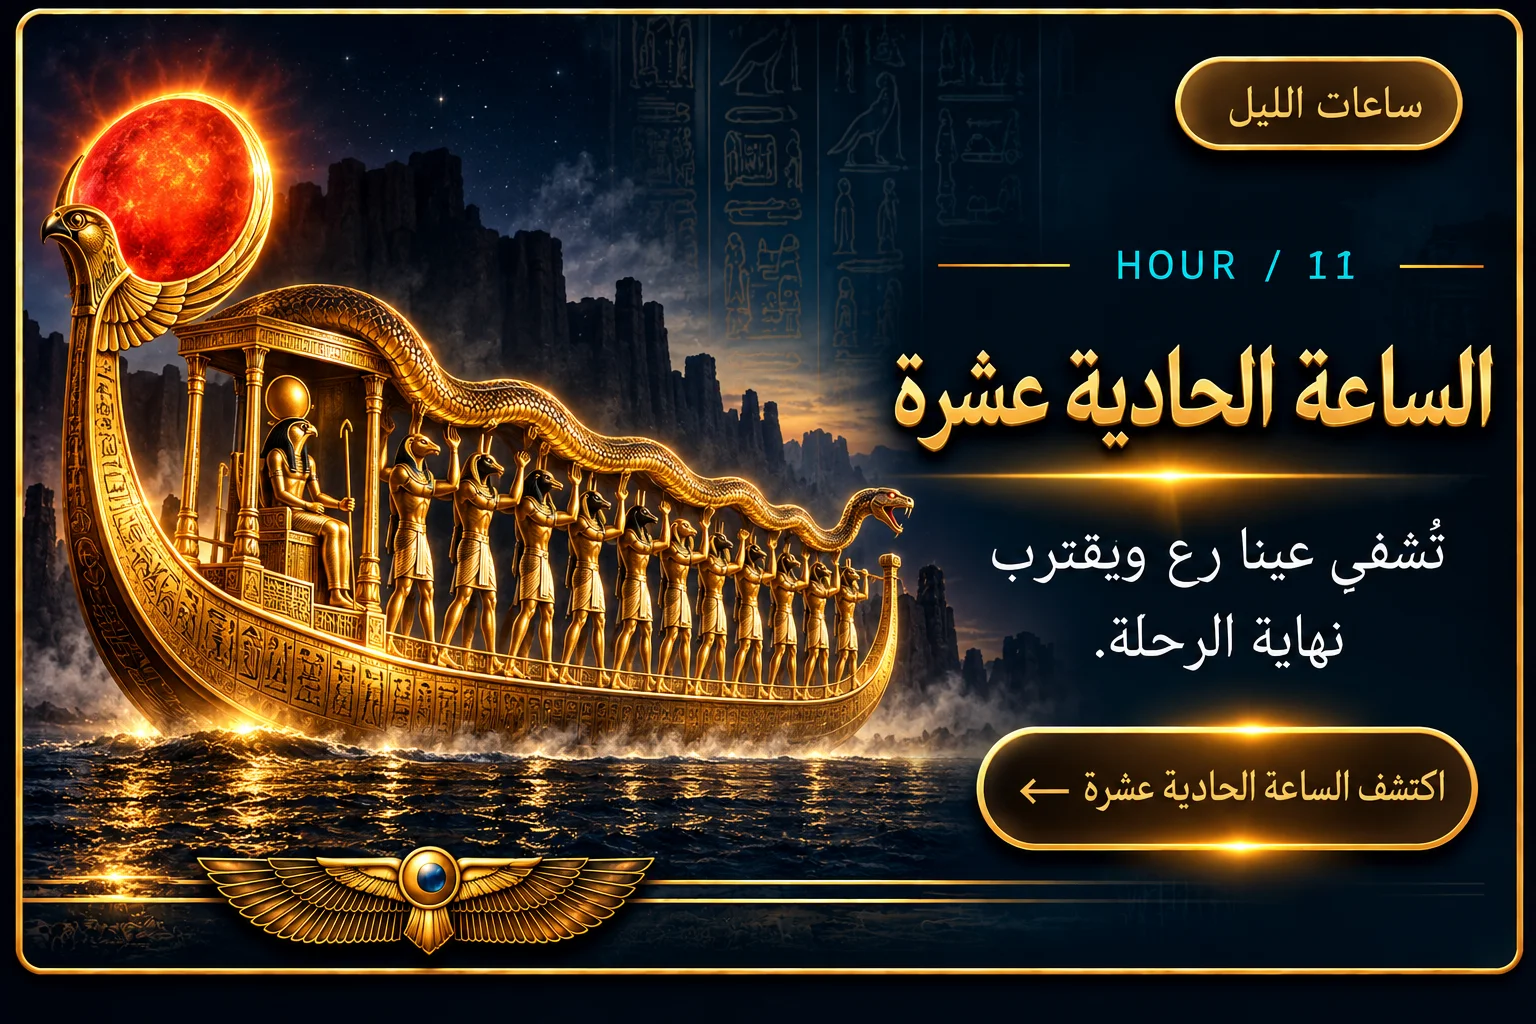 ساعات الليل
HOUR / 11
الساعة الحادية عشرة
تُشفي عينا رع ويقترب
نهاية الرحلة.
اكتشف الساعة الحادية عشرة ←